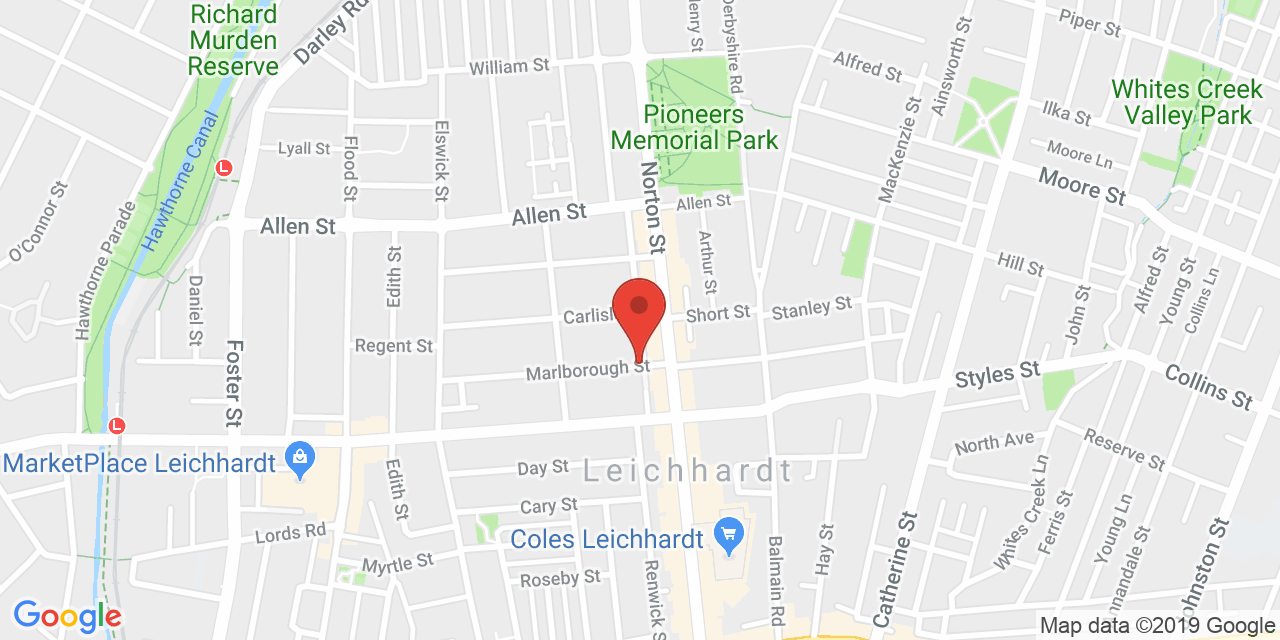 Richard
Murden
Reserve
Darley Rd
Henry St
Derbyshire Rd
Piper St
Ainsworth St
William St
Alfred St
Whites Creek
Valley Park
Pioneers
Memorial Park
Ilka St
Hawthorne Canal
Flood St
Elswick St
Lyall St
L
MacKenzie St
Moore Ln
Moore St
O'Connor St
Hawthorne Parade
Norton St
Allen St
Allen St
Allen St
Arthur St
Hill St
Alfred St
Young St
Collins Ln
Daniel St
Edith St
John St
Carlisle
Short St
Stanley St
Regent St
Foster St
Marlborough St
Styles St
Collins St
L
North Ave
Reserve St
MarketPlace Leichhardt
Edith St
Day St
Leichhardt
Whites Creek Ln
Ferris St
Young Ln
Cary St
Lords Rd
Coles Leichhardt
Balmain Rd
Hay St
Catherine St
Johnston St
Myrtle St
Roseby St
Renwick S
nnandale St
Google
Map data ©2019 Google